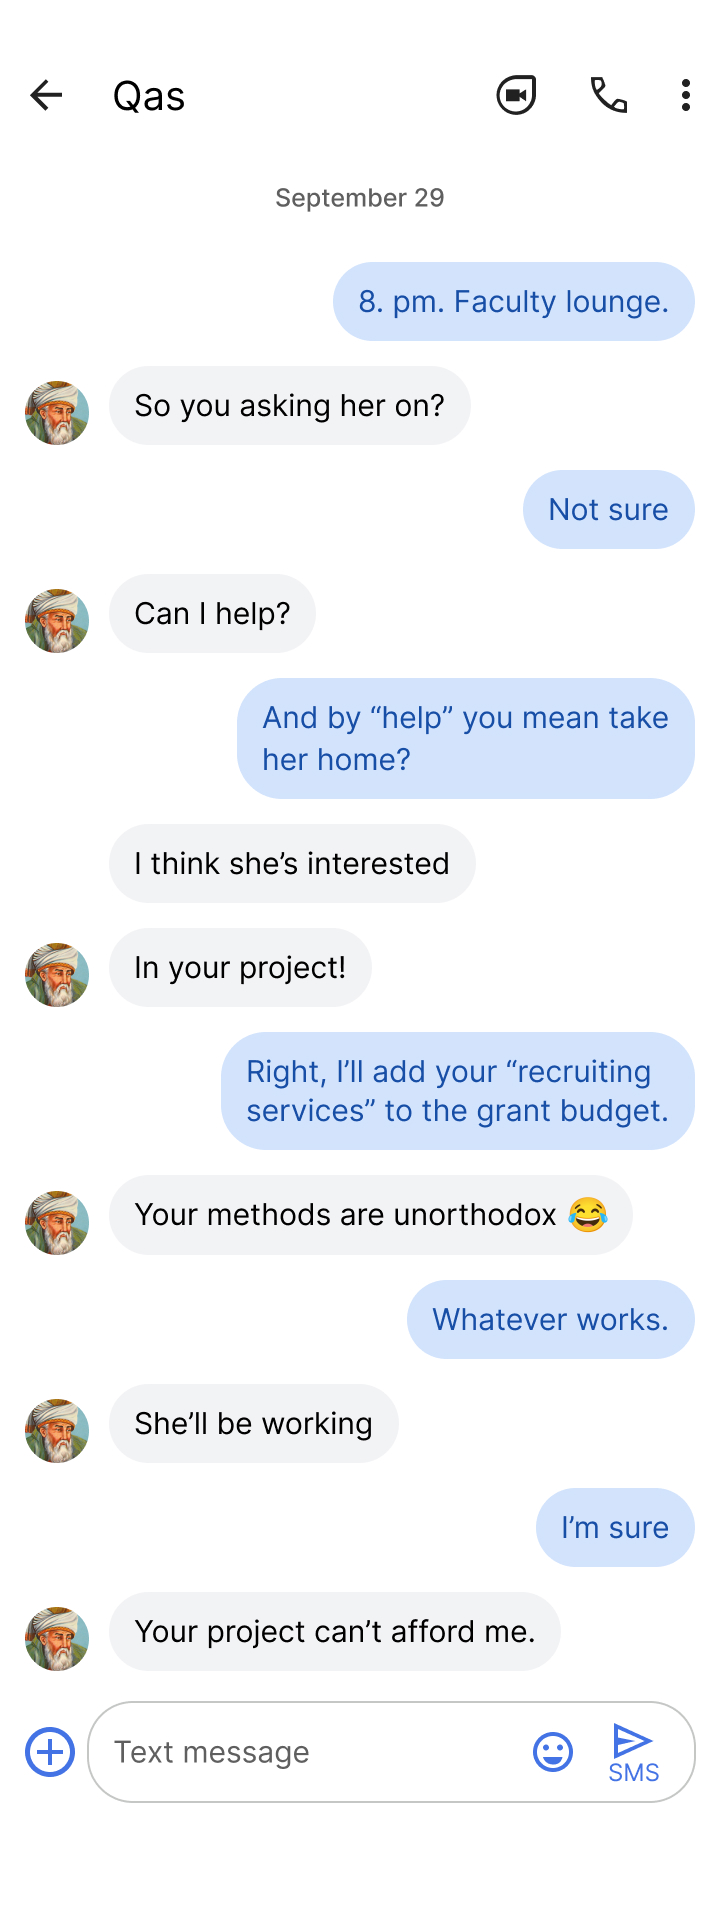 Qas
September 29
8. pm. Faculty lounge.
So you asking her on?
Not sure
Can I help?
And by “help” you mean take
her home?
I think she’s interested
In your project!
Right, I’ll add your “recruiting
services” to the grant budget.
Your methods are unorthodox 😂
Whatever works.
She’ll be working
I’m sure
Your project can’t afford me.
Text message
SMS